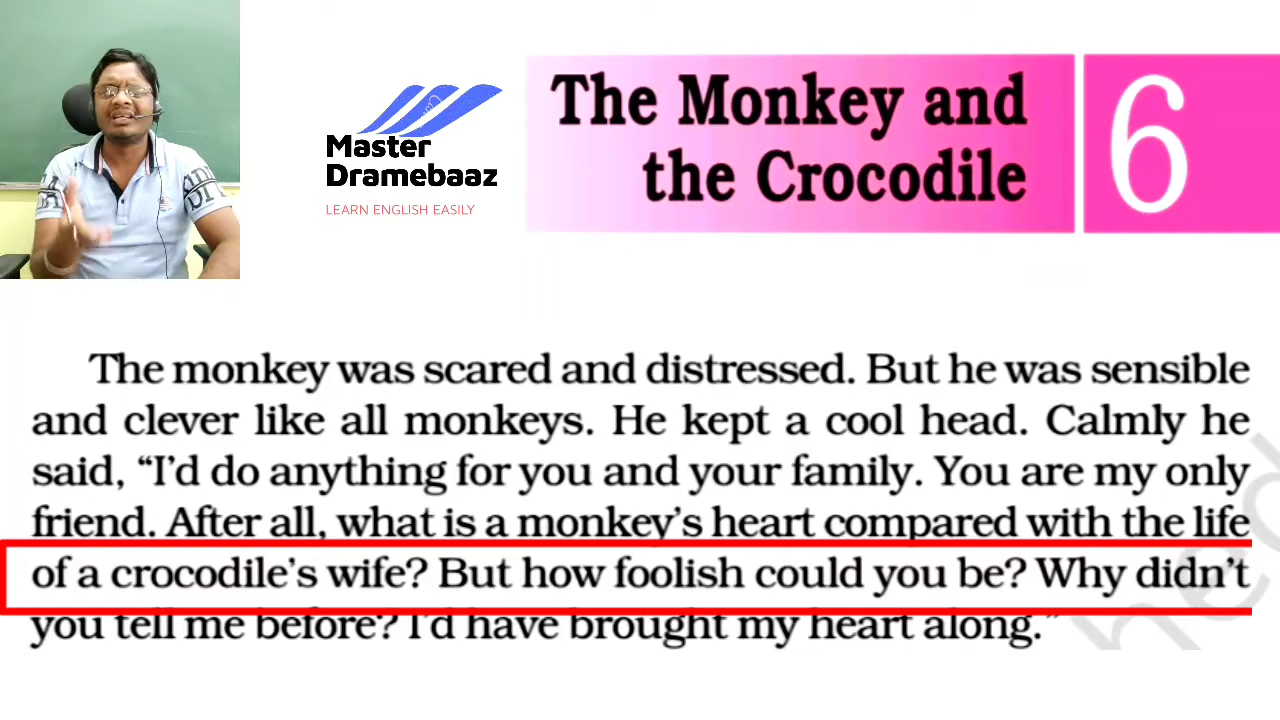 The Monkey and
the Crocodile
6
Master
Dramebaaz
LEARN ENGLISH EASILY
The monkey was scared and distressed. But he was sensible
and clever like all monkeys. He kept a cool head. Calmly he
said, “I’d do anything for you and your family. You are my only
friend. After all, what is a monkey’s heart compared with the life
of a crocodile’s wife? But how foolish could you be? Why didn’t
you tell me before? I’d have brought my heart along.”